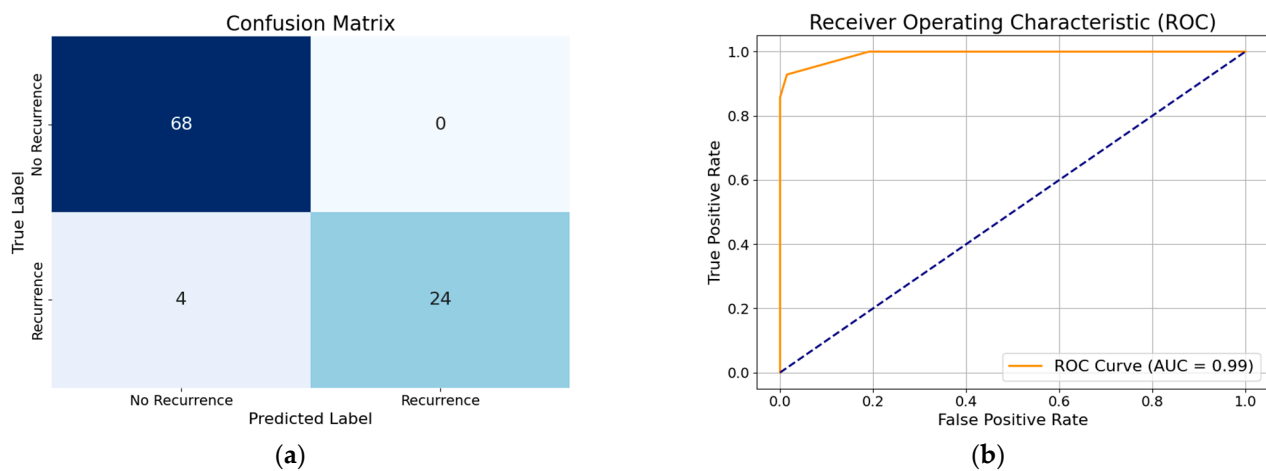 Confusion Matrix
True Label
No Recurrence
68
0
Recurrence
4
24
No Recurrence
Recurrence
Predicted Label
(a)
Receiver Operating Characteristic (ROC)
True Positive Rate
1.0
0.8
0.6
0.4
0.2
0.0
ROC Curve (AUC = 0.99)
0.0
0.2
0.4
0.6
0.8
1.0
False Positive Rate
(b)